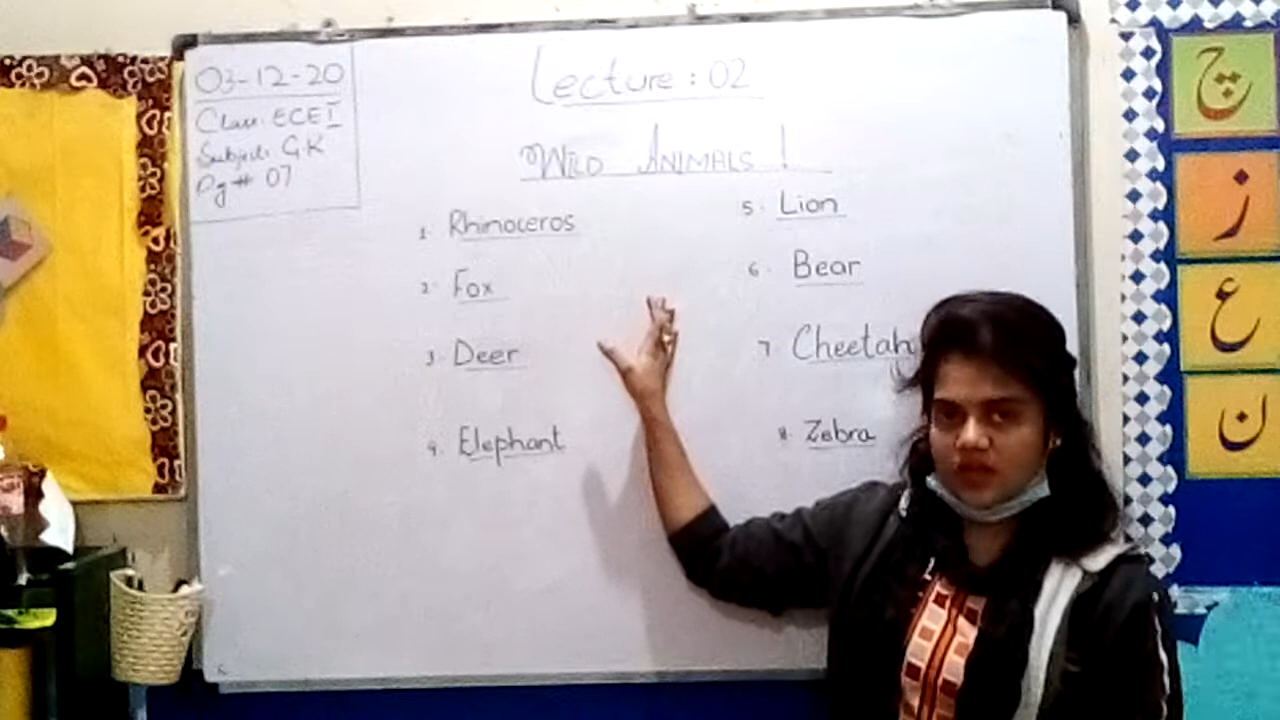 03-12-20
Class: ECE I
Subject: GK
Pg # 07
Lecture : 02
WILD ANIMALS !
1. Rhinoceros
2. Fox
3. Deer
4. Elephant
5. Lion
6. Bear
7. Cheetah
8. Zebra
چ
ز
ع
ن